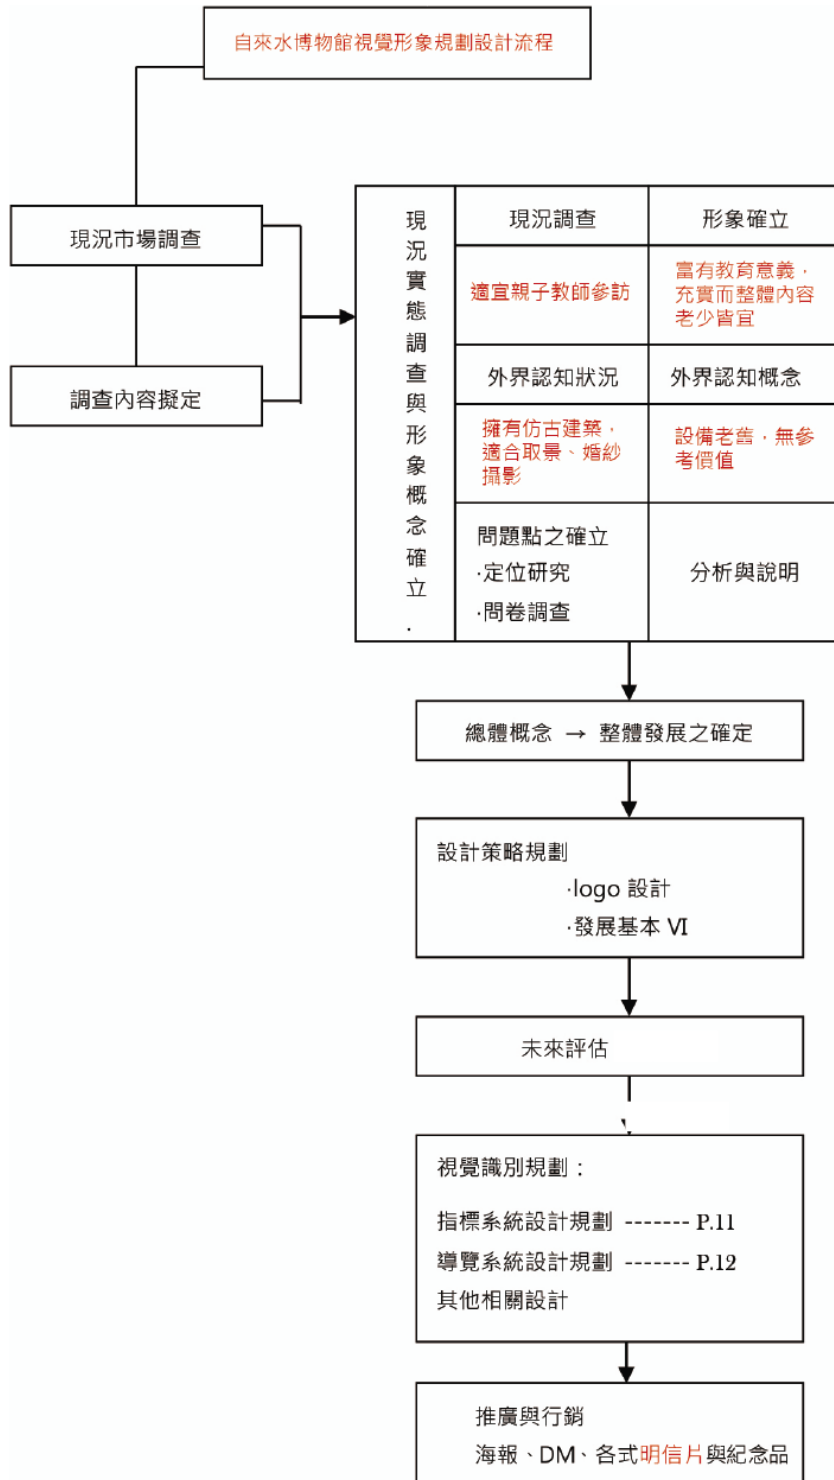 自來水博物館視覺形象規劃設計流程
現況市場調查
調查內容擬定
現況實態調查與形象概念確立.
現況調查
形象確立
適宜親子教師參訪
富有教育意義，
充實而整體內容
老少皆宜
外界認知狀況
外界認知概念
擁有仿古建築，
適合取景、婚紗
攝影
設備老舊，無參
考價值
問題點之確立
·定位研究
·問卷調查
分析與說明
總體概念 → 整體發展之確定
設計策略規劃
·logo 設計
·發展基本 VI
未來評估
視覺識別規劃：
指標系統設計規劃 ------- P.11
導覽系統設計規劃 ------- P.12
其他相關設計
推廣與行銷
海報、DM、各式明信片與紀念品